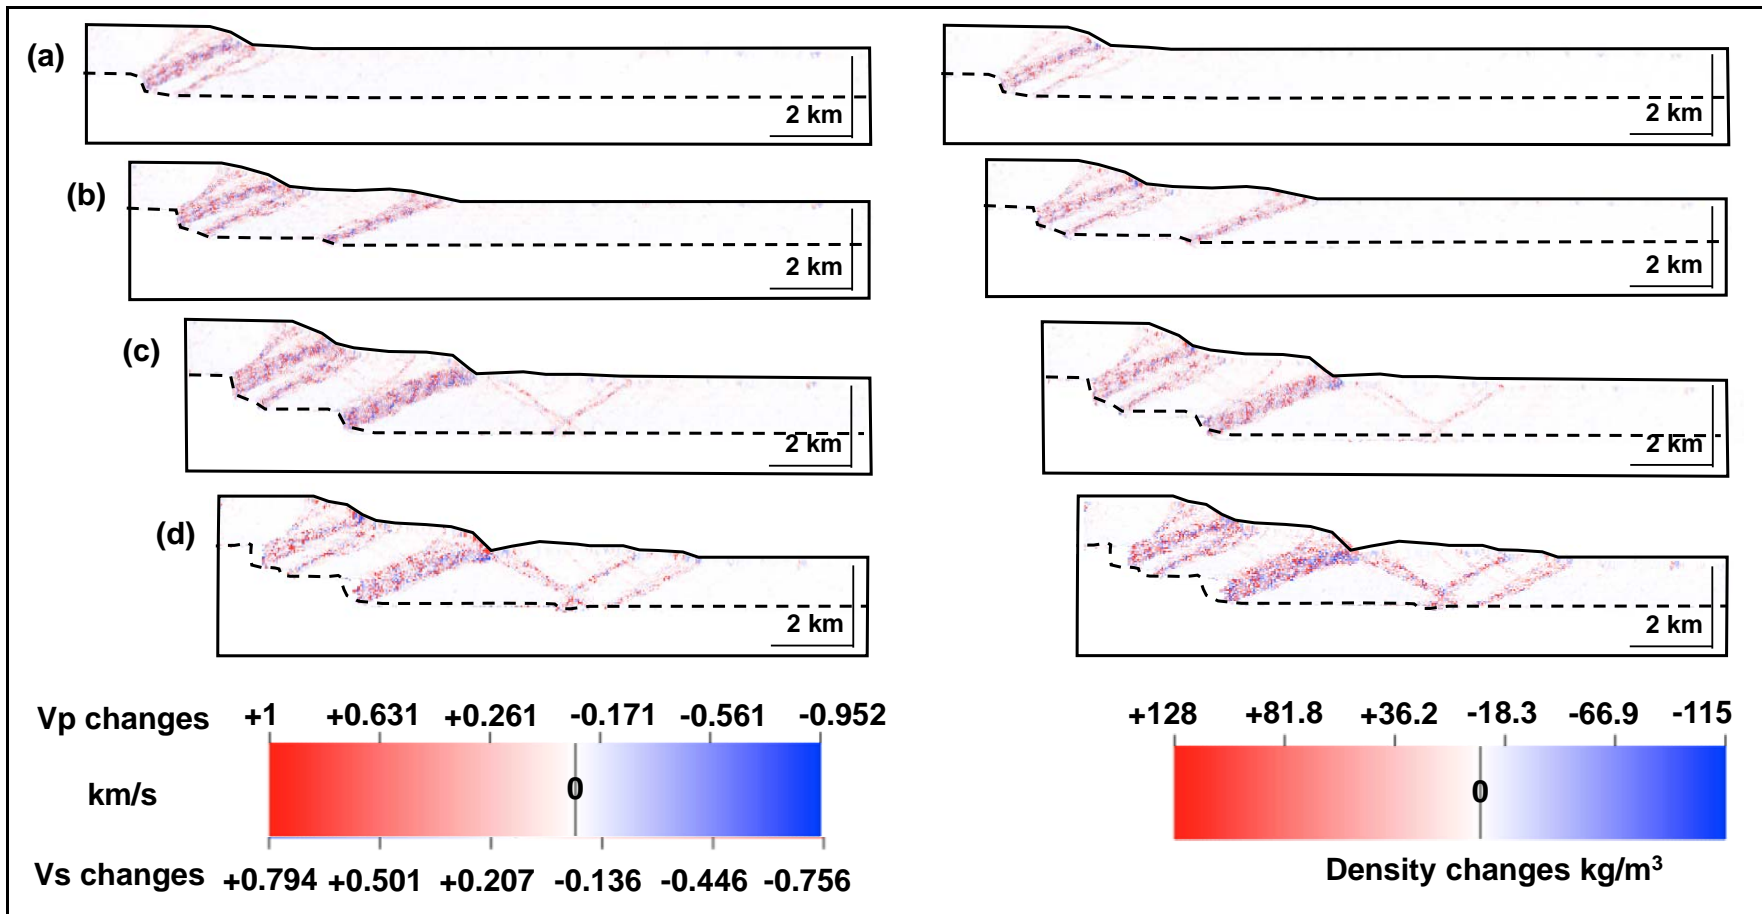 (a)
2 km
2 km
(b)
2 km
2 km
(c)
2 km
2 km
(d)
2 km
2 km
Vp changes +1 +0.631 +0.261 -0.171 -0.561 -0.952
+128 +81.8 +36.2 -18.3 -66.9 -115
km/s
0
0
Vs changes +0.794 +0.501 +0.207 -0.136 -0.446 -0.756
Density changes kg/m³